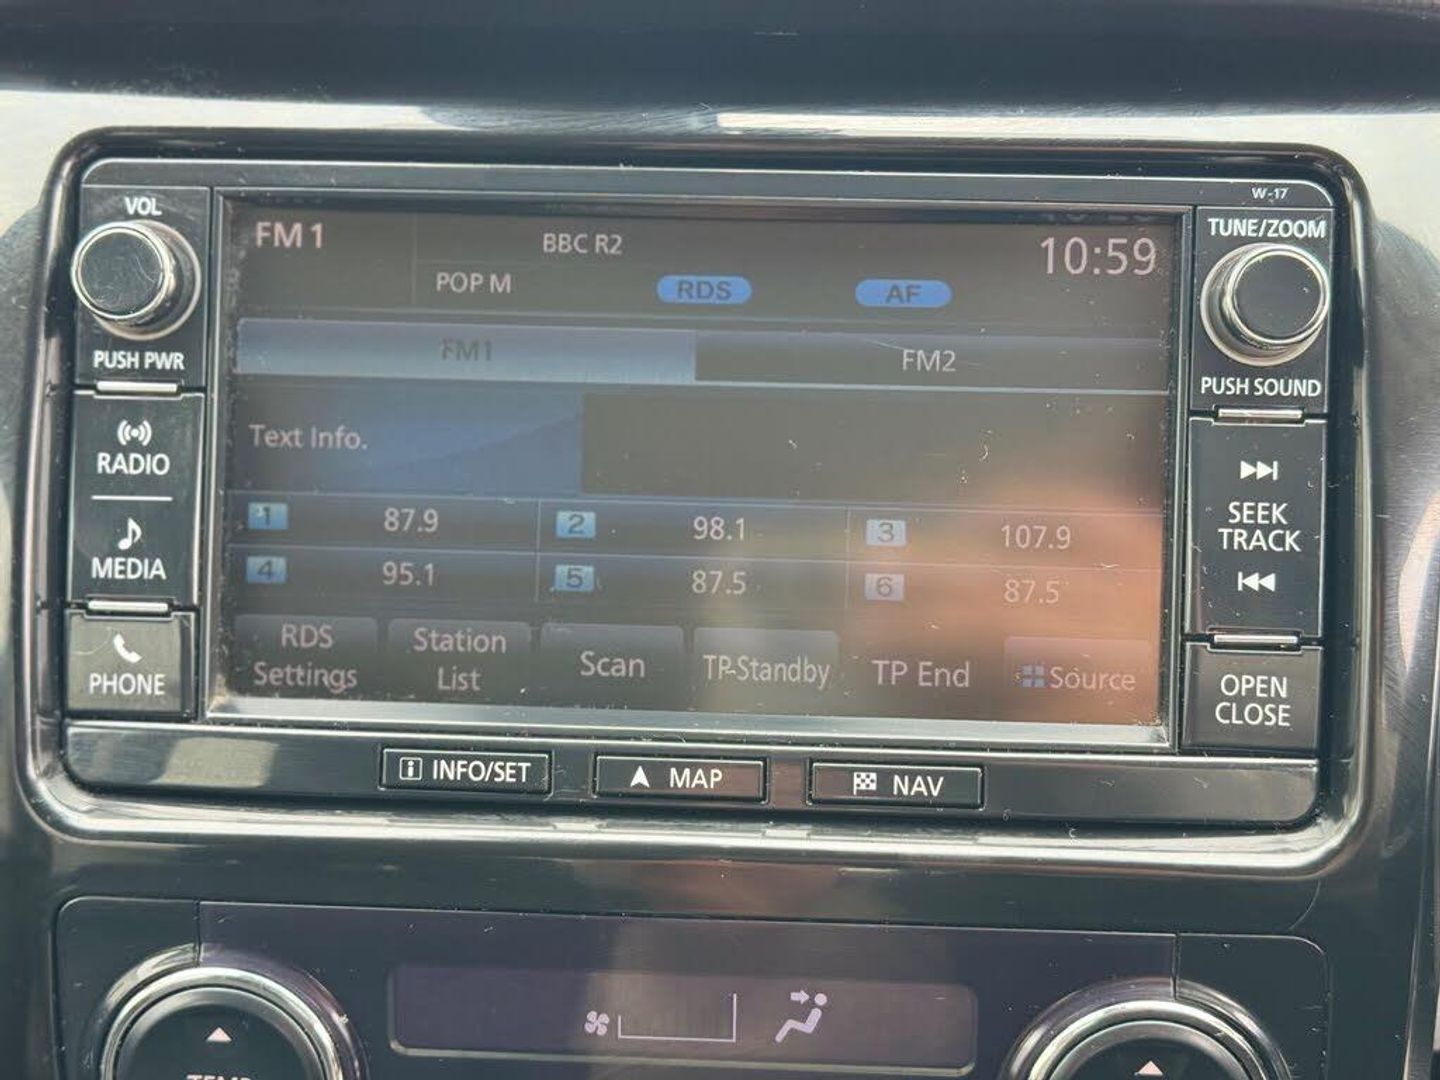 W-17
VOL
TUNE/ZOOM
FM1
BBC R2
10:59
POP M
RDS
AF
PUSH PWR
FM1
FM2
PUSH SOUND
RADIO
Text Info.
SEEK
TRACK
1 87.9
2 98.1
3 107.9
MEDIA
4 95.1
5 87.5
6 87.5
PHONE
RDS
Settings
Station
List
Scan
TP-Standby
TP End
Source
OPEN
CLOSE
INFO/SET
MAP
NAV